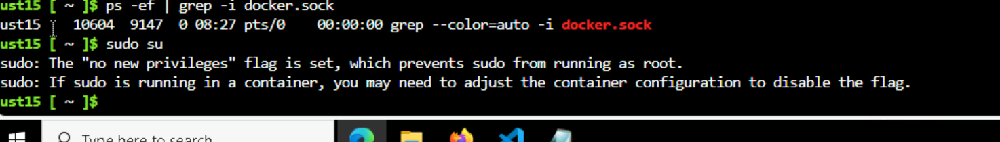 ust15 [ ~ ]$ ps -ef | grep -i docker.sock
ust15    10604  9147  0 08:27 pts/0    00:00:00 grep --color=auto -i docker.sock
ust15 [ ~ ]$ sudo su
sudo: The "no new privileges" flag is set, which prevents sudo from running as root.
sudo: If sudo is running in a container, you may need to adjust the container configuration to disable the flag.
ust15 [ ~ ]$
Type here to search